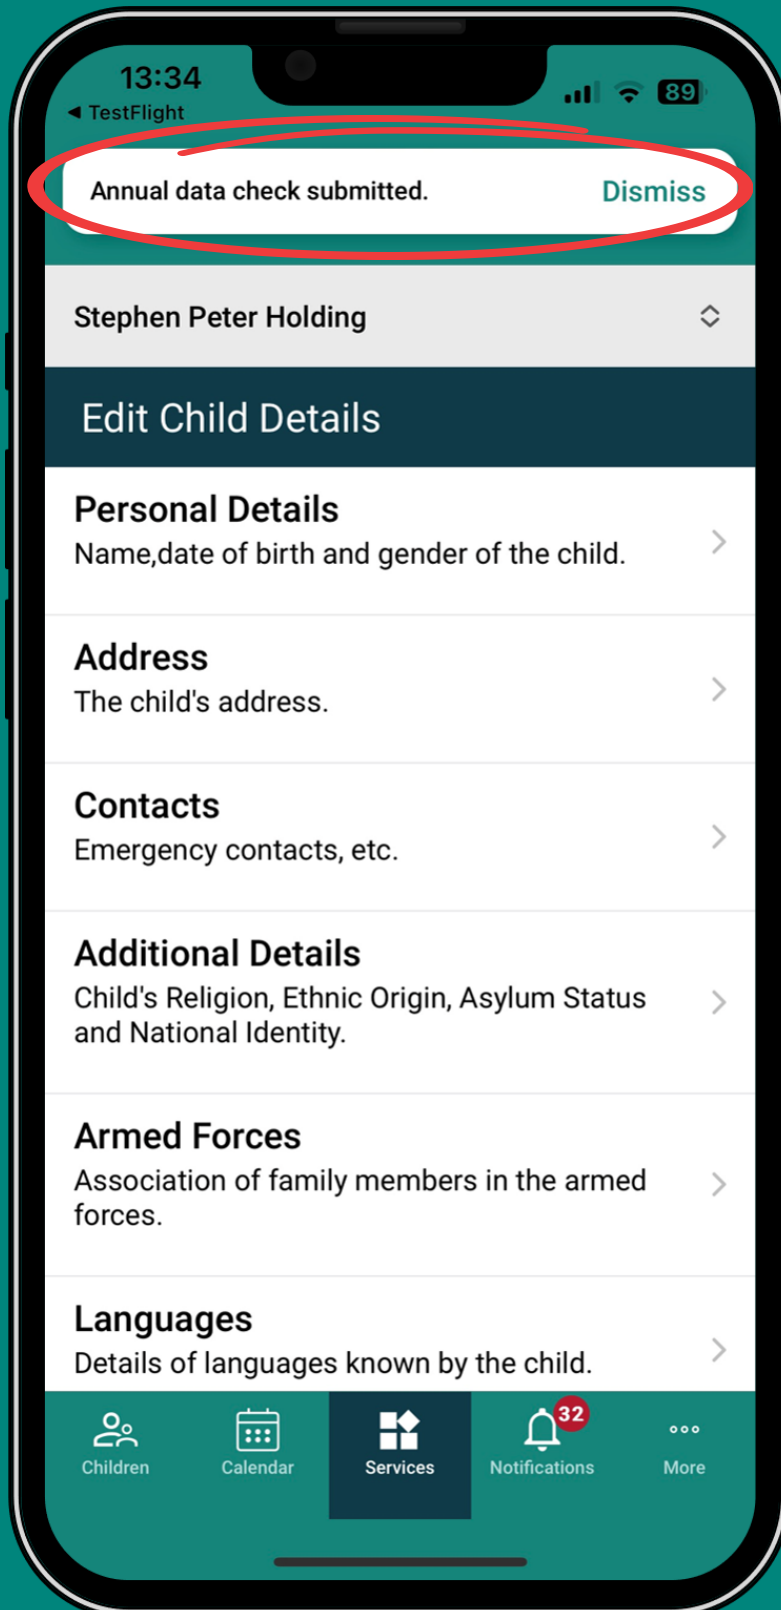 13:34
◀ TestFlight
89
Annual data check submitted.
Dismiss
Stephen Peter Holding
Edit Child Details
Personal Details
Name,date of birth and gender of the child.
Address
The child's address.
Contacts
Emergency contacts, etc.
Additional Details
Child's Religion, Ethnic Origin, Asylum Status
and National Identity.
Armed Forces
Association of family members in the armed
forces.
Languages
Details of languages known by the child.
32
Children
Calendar
Services
Notifications
More